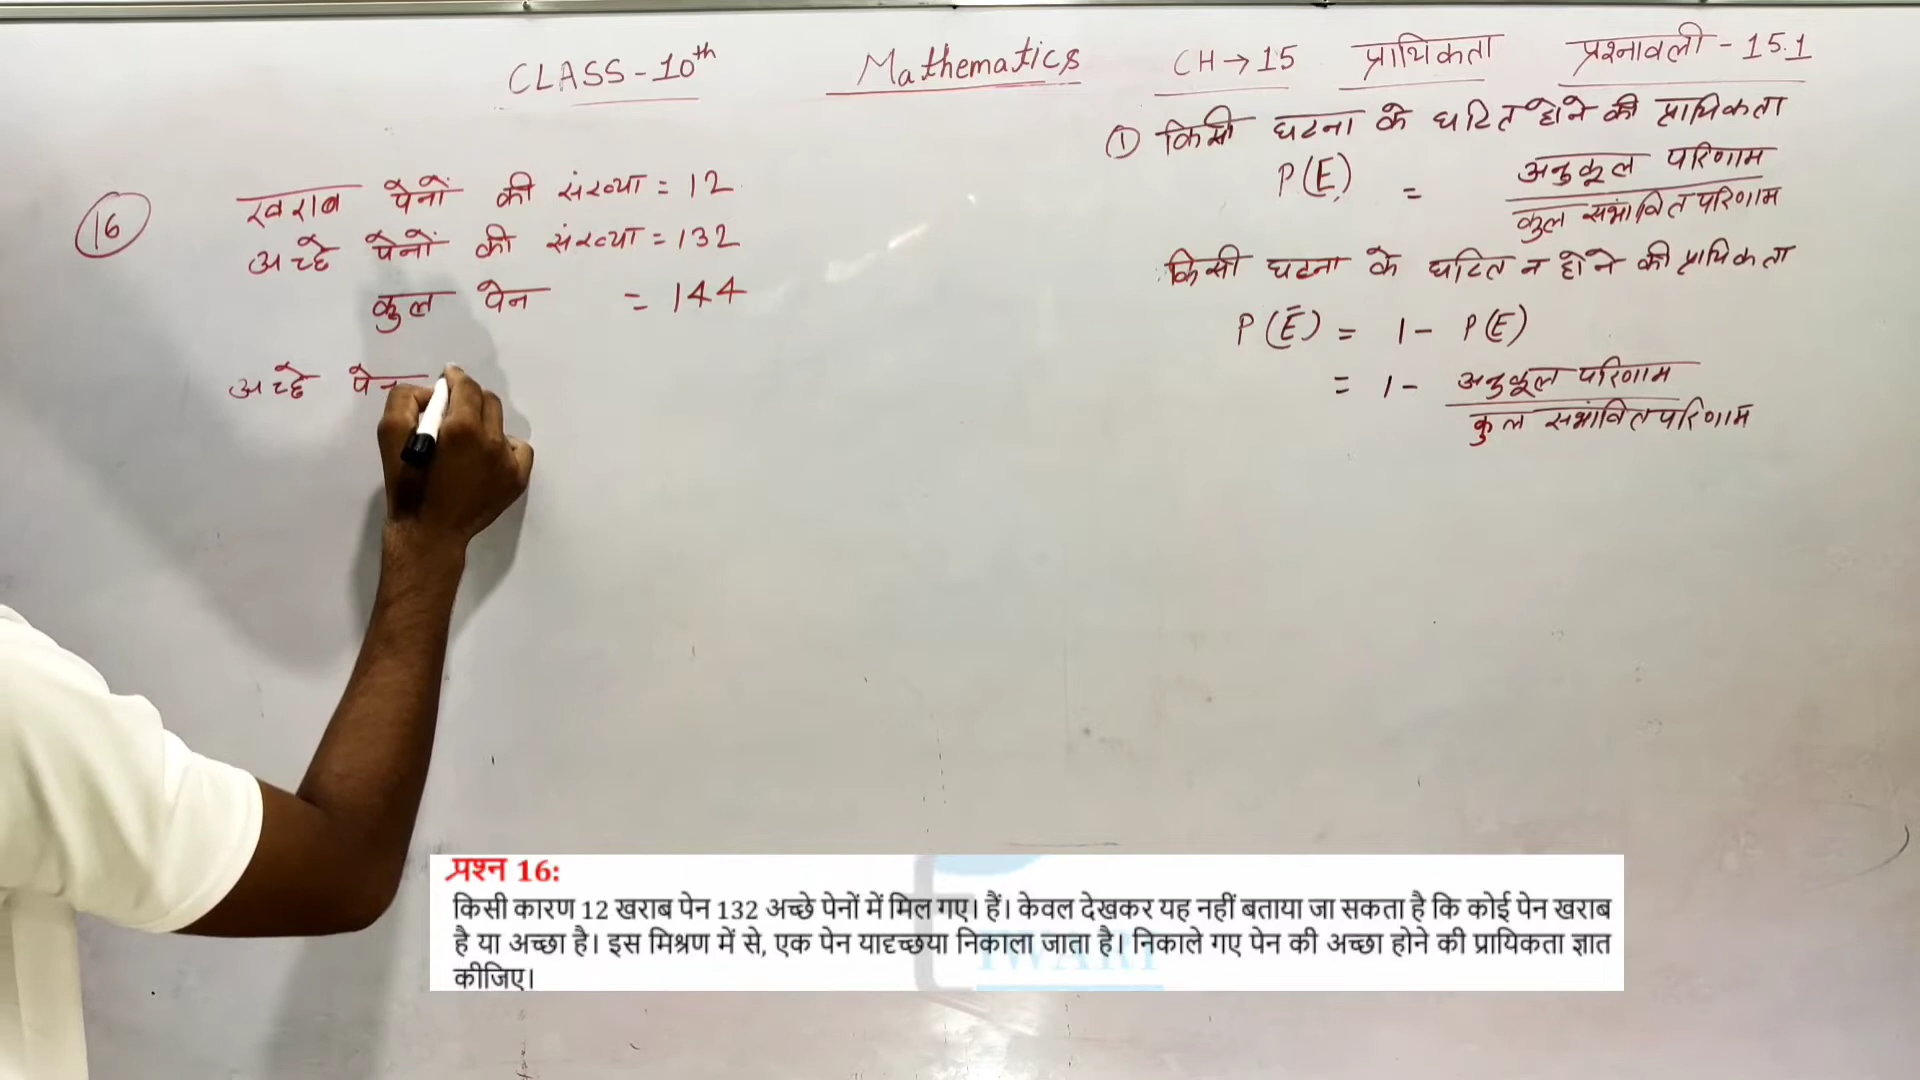 CLASS-10th Mathematics CH→15 प्रायिकता प्रश्नावली-15.1
① किसी घटना के घटित होने की प्रायिकता
P(E) = अनुकूल परिणाम
कुल सभांवित परिणाम
किसी घटना के घटित न होने की प्रायिकता
P(Ē) = 1- P(E)
= 1- अनुकूल परिणाम
कुल सभांवित परिणाम
16 खराब पेनों की संख्या = 12
अच्छे पेनों की संख्या = 132
कुल पेन = 144
अच्छे पेन
प्रश्न 16:
किसी कारण 12 खराब पेन 132 अच्छे पेनों में मिल गए। हैं। केवल देखकर यह नहीं बताया जा सकता है कि कोई पेन खराब
है या अच्छा है। इस मिश्रण में से, एक पेन यादृच्छया निकाला जाता है। निकाले गए पेन की अच्छा होने की प्रायिकता ज्ञात
कीजिए।